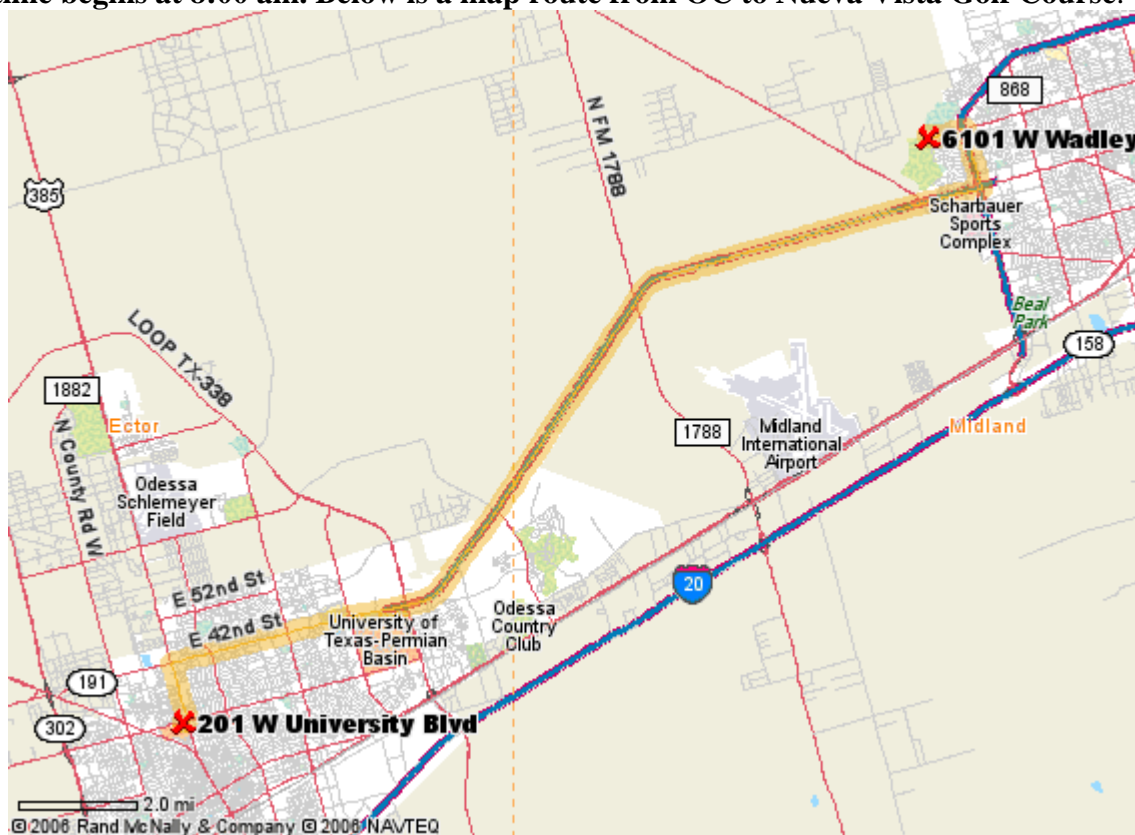 time begins at 8:00 am. Below is a map route from OC to Nueva Vista Golf Course.
868
6101 W Wadley
N FM 1788
385
Scharbauer
Sports
Complex
Beal
Park
158
LOOP TX-338
1882
Ector
N County Rd W
Odessa
Schlemeyer
Field
1788
Midland
International
Airport
Midland
20
E 52nd St
E 42nd St
University of
Texas-Permian
Basin
Odessa
Country
Club
191
302
201 W University Blvd
2.0 mi
© 2006 Rand McNally & Company © 2006 NAVTEQ